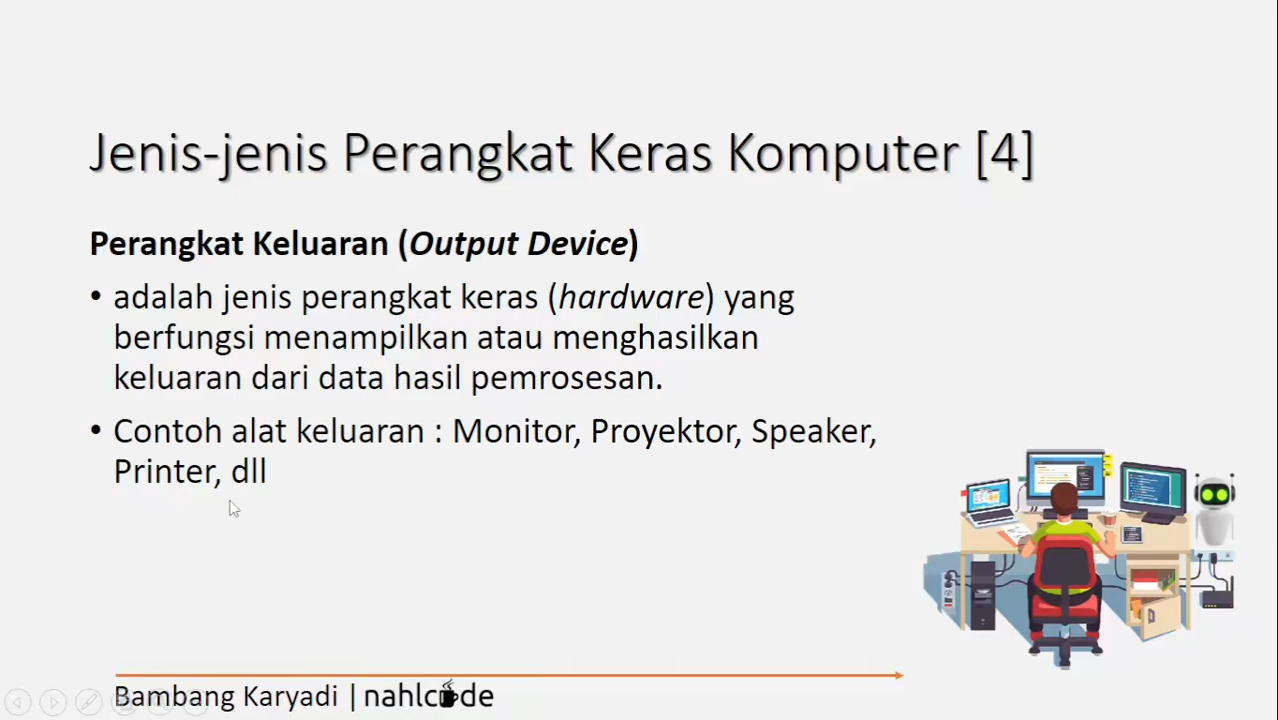 Jenis-jenis Perangkat Keras Komputer [4]
Perangkat Keluaran (Output Device)
• adalah jenis perangkat keras (hardware) yang
berfungsi menampilkan atau menghasilkan
keluaran dari data hasil pemrosesan.
• Contoh alat keluaran : Monitor, Proyektor, Speaker,
Printer, dll
Bambang Karyadi | nahlcode